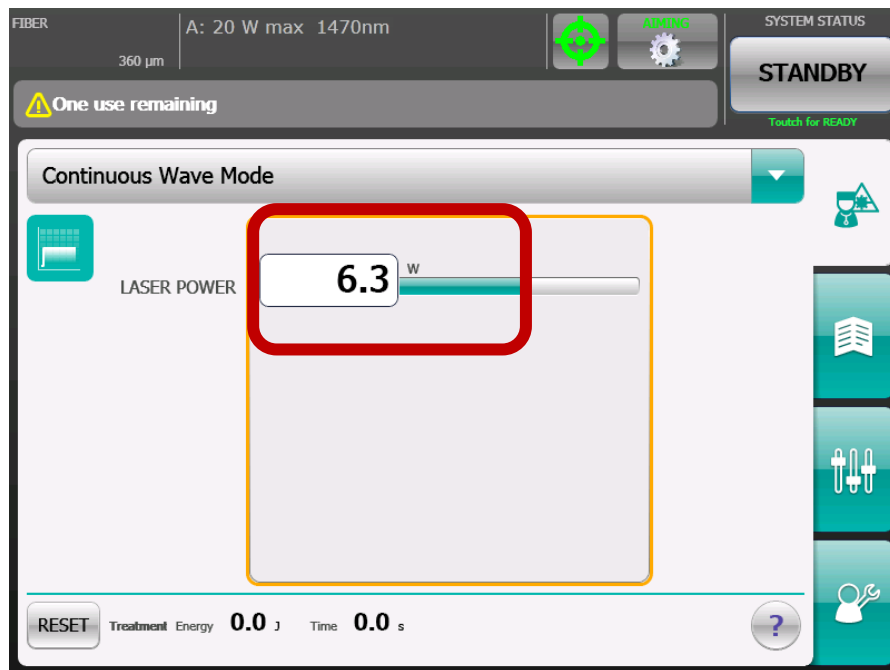 FIBER
A: 20 W max 1470nm
360 µm
AIMING
SYSTEM STATUS
STANDBY
Toutch for READY
One use remaining
Continuous Wave Mode
LASER POWER
6.3 W
RESET Treatment Energy 0.0 J Time 0.0 s ?